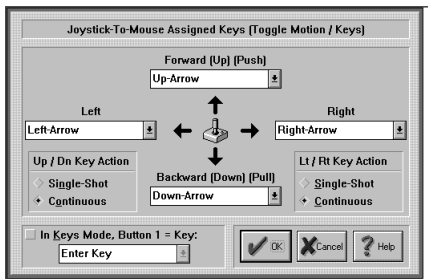 Joystick-To-Mouse Assigned Keys (Toggle Motion / Keys)
Forward (Up) (Push)
Up-Arrow
Left
Right
Left-Arrow
Right-Arrow
Up / Dn Key Action
Backward (Down) (Pull)
Lt / Rt Key Action
Single-Shot
Down-Arrow
Single-Shot
Continuous
Continuous
In Keys Mode, Button 1 = Key:
Enter Key
OK
Cancel
Help